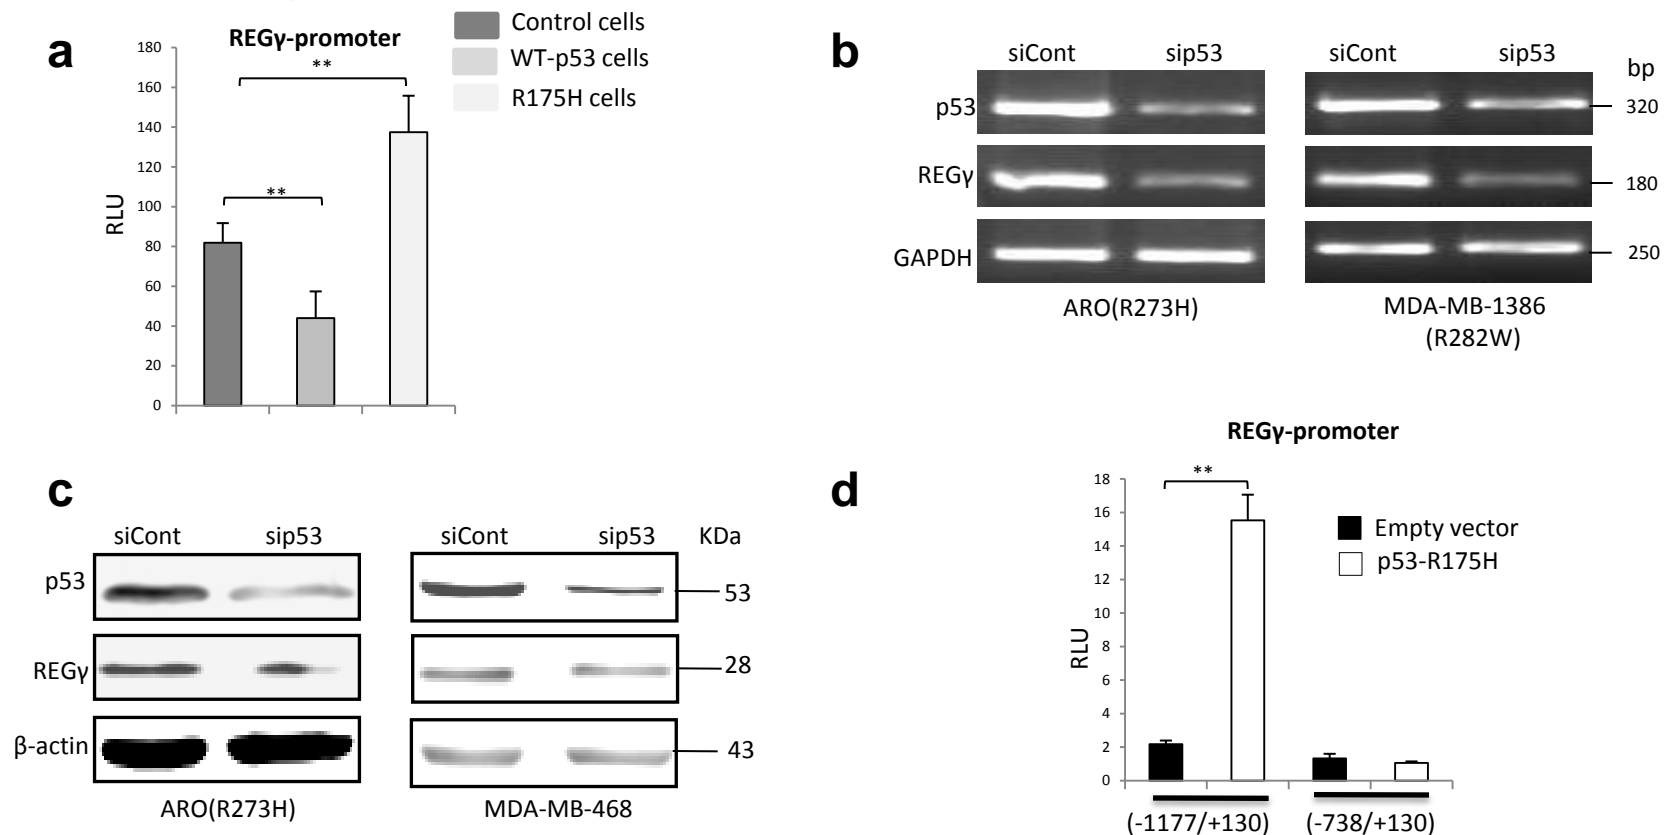 a
REGγ-promoter
Control cells
WT-p53 cells
R175H cells
180
160
140
120
100
80
60
40
20
0
RLU
**
**
b
siCont sip53 siCont sip53
bp
p53
320
REGγ
180
GAPDH
250
ARO(R273H)
MDA-MB-1386
(R282W)
c
siCont sip53 siCont sip53 KDa
p53
53
REGγ
28
β-actin
43
ARO(R273H)
MDA-MB-468
d
REGγ-promoter
**
18
16
14
12
10
8
6
4
2
0
RLU
Empty vector
p53-R175H
(-1177/+130) (-738/+130)